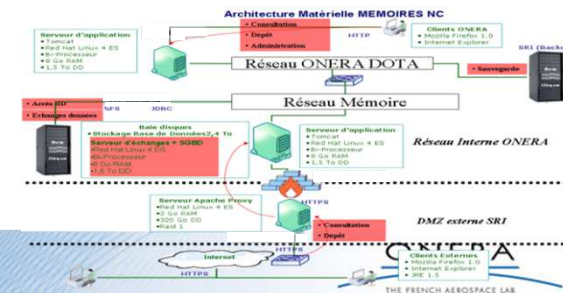 Architecture Matérielle MEMOIRES NC
• Consultation
• Dépôt
• Administration
HTTP
Clients ONERA
• Mozilla Firefox 1.0
• Internet Explorer
Serveur d'application
• Tomcat
• Red Hat Linux 4 ES
• Bi-Processeur
• 8 Go RAM
• 1,5 To DD
SRI (Back
Réseau ONERA DOTA
• Sauvegarde
Réseau Mémoire
• Accès BD
• Echanges données
NFS
JDBC
Baie disques
• Stockage Base de Données2,4 To
Serveur d'échanges + SGBD
•Red Hat Linux 4 ES
•Bi-Processeur
•8 Go RAM
•1,5 To DD
Serveur d'application
• Tomcat
• Red Hat Linux 4 ES
• Bi-Processeur
• 8 Go RAM
• 1,5 To DD
Réseau Interne ONERA
HTTPS
Serveur Apache Proxy
•Red Hat Linux 4 ES
•2 Go RAM
•320 Go DD
•Raid 1
• Consultation
• Dépôt
DMZ externe SRI
HTTPS
Internet
HTTPS
ONERA
Clients Externes
• Mozilla Firefox 1.0
• Internet Explorer
• JRE 1.5
THE FRENCH AEROSPACE LAB